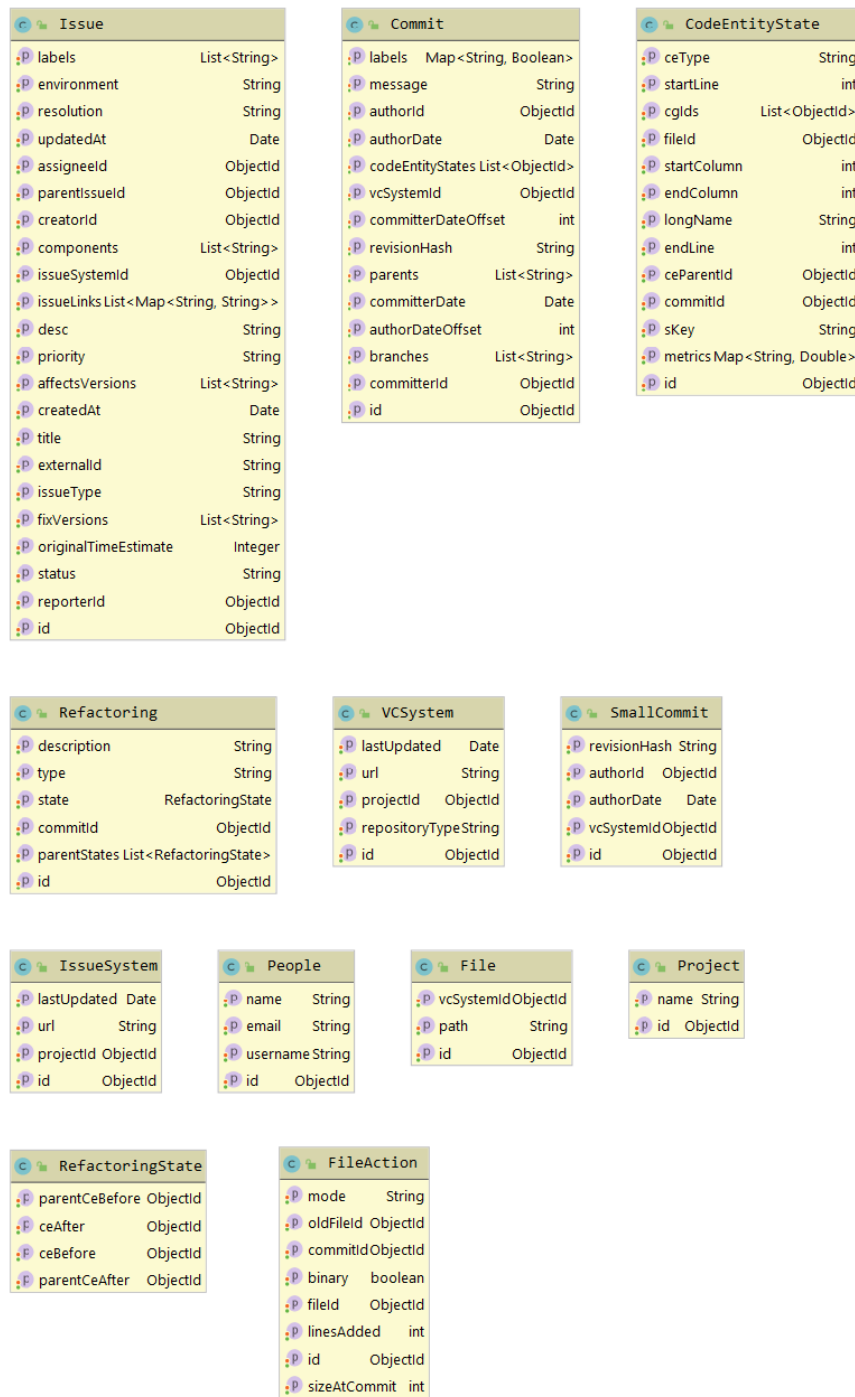 Issue
labels List<String>
environment String
resolution String
updatedAt Date
assigneeId ObjectId
parentIssueId ObjectId
creatorId ObjectId
components List<String>
issueSystemId ObjectId
issueLinks List<Map<String, String>>
desc String
priority String
affectsVersions List<String>
createdAt Date
title String
externalId String
issueType String
fixVersions List<String>
originalTimeEstimate Integer
status String
reporterId ObjectId
id ObjectId
Commit
labels Map<String, Boolean>
message String
authorId ObjectId
authorDate Date
codeEntityStates List<ObjectId>
vcSystemId ObjectId
committerDateOffset int
revisionHash String
parents List<String>
committerDate Date
authorDateOffset int
branches List<String>
committerId ObjectId
id ObjectId
CodeEntityState
ceType String
startLine int
cgIds List<ObjectId>
fileId ObjectId
startColumn int
endColumn int
longName String
endLine int
ceParentId ObjectId
commitId ObjectId
sKey String
metrics Map<String, Double>
id ObjectId
Refactoring
description String
type String
state RefactoringState
commitId ObjectId
parentStates List<RefactoringState>
id ObjectId
VCSystem
lastUpdated Date
url String
projectId ObjectId
repositoryType String
id ObjectId
SmallCommit
revisionHash String
authorId ObjectId
authorDate Date
vcSystemId ObjectId
id ObjectId
IssueSystem
lastUpdated Date
url String
projectId ObjectId
id ObjectId
People
name String
email String
username String
id ObjectId
File
vcSystemId ObjectId
path String
id ObjectId
Project
name String
id ObjectId
RefactoringState
parentCeBefore ObjectId
ceAfter ObjectId
ceBefore ObjectId
parentCeAfter ObjectId
FileAction
mode String
oldFileId ObjectId
commitId ObjectId
binary boolean
fileId ObjectId
linesAdded int
id ObjectId
sizeAtCommit int